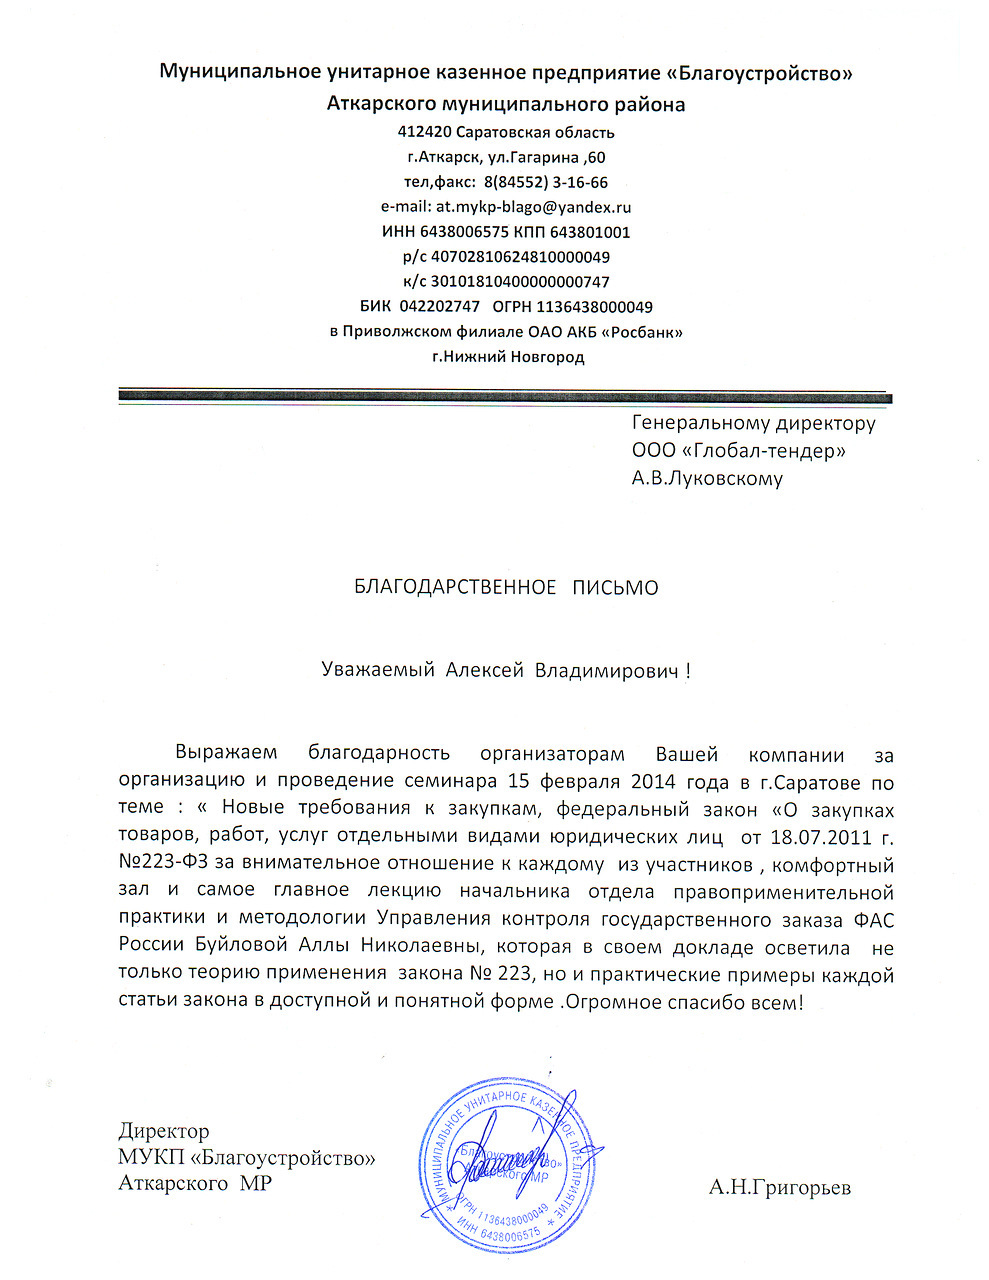 Муниципальное унитарное казенное предприятие «Благоустройство»
Аткарского муниципального района
412420 Саратовская область
г.Аткарск, ул.Гагарина ,60
тел,факс:  8(84552) 3-16-66
e-mail: at.mykp-blago@yandex.ru
ИНН 6438006575 КПП 643801001
р/с 40702810624810000049
к/с 30101810400000000747
БИК  042202747   ОГРН 1136438000049
в Приволжском филиале ОАО АКБ «Росбанк»
г.Нижний Новгород
Генеральному директору
ООО «Глобал-тендер»
А.В.Луковскому
БЛАГОДАРСТВЕННОЕ   ПИСЬМО
Уважаемый  Алексей  Владимирович !
Выражаем благодарность организаторам Вашей компании за
организацию и проведение семинара 15 февраля 2014 года в г.Саратове по
теме : « Новые требования к закупкам, федеральный закон «О закупках
товаров, работ, услуг отдельными видами юридических лиц  от 18.07.2011 г.
№223-ФЗ за внимательное отношение к каждому  из участников , комфортный
зал и самое главное лекцию начальника отдела правоприменительной
практики и методологии Управления контроля государственного заказа ФАС
России Буйловой Аллы Николаевны, которая в своем докладе осветила  не
только теорию применения  закона № 223, но и практические примеры каждой
статьи закона в доступной и понятной форме .Огромное спасибо всем!
Директор
МУКП «Благоустройство»
Аткарского  МР
А.Н.Григорьев
МУНИЦИПАЛЬНОЕ УНИТАРНОЕ КАЗЕННОЕ ПРЕДПРИЯТИЕ
Аткарского МР
ОГРН 1136438000049
ИНН 6438006575